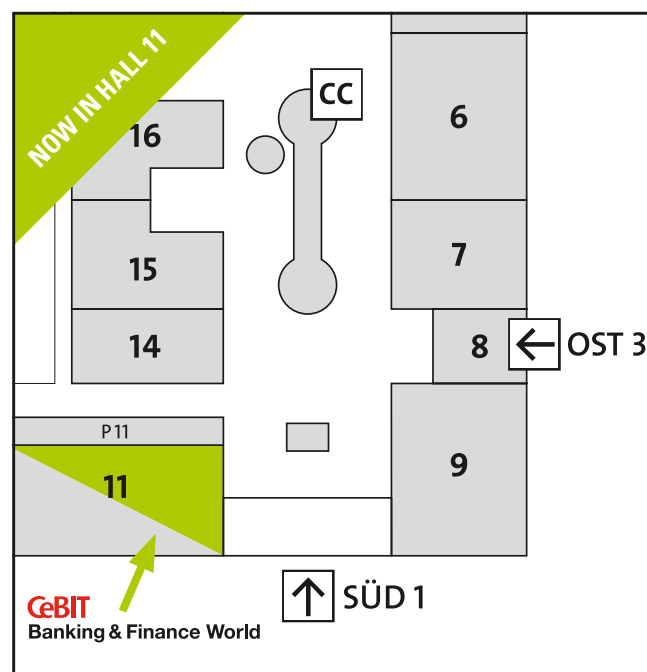 NOW IN HALL 11
CC
16
6
15
7
14
8
OST 3
P 11
11
9
CeBIT
Banking & Finance World
SÜD 1